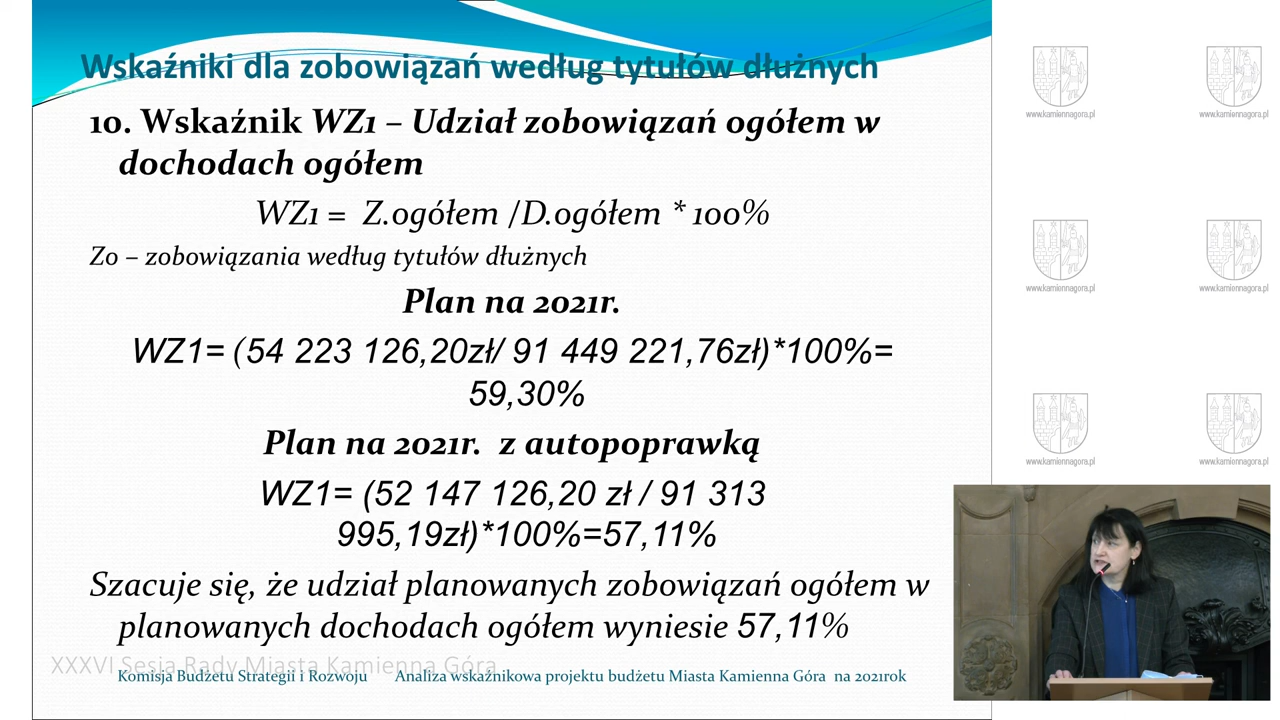 Wskaźniki dla zobowiązań według tytułów dłużnych
10. Wskaźnik WZ1 – Udział zobowiązań ogółem w
dochodach ogółem
WZ1 = Z.ogółem /D.ogółem * 100%
Zo – zobowiązania według tytułów dłużnych
Plan na 2021r.
WZ1= (54 223 126,20zł/ 91 449 221,76zł)*100%=
59,30%
Plan na 2021r. z autopoprawką
WZ1= (52 147 126,20 zł / 91 313
995,19zł)*100%=57,11%
Szacuje się, że udział planowanych zobowiązań ogółem w
planowanych dochodach ogółem wyniesie 57,11%
XXXVI Sesja Rady Miasta Kamienna Góra
Komisja Budżetu Strategii i Rozwoju Analiza wskaźnikowa projektu budżetu Miasta Kamienna Góra na 2021rok
www.kamiennagora.pl
www.kamiennagora.pl
www.kamiennagora.pl
www.kamiennagora.pl
www.kamiennagora.pl
www.kamiennagora.pl